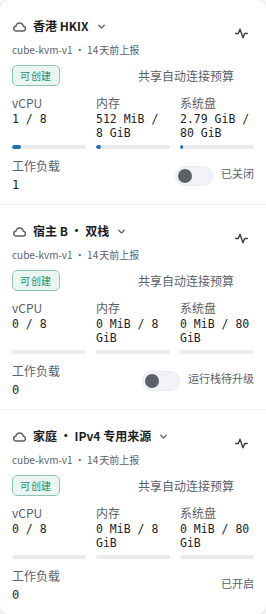 香港 HKIX
cube-kvm-v1 · 14天前上报
可创建
共享自动连接预算
vCPU 内存 系统盘
1 / 8 512 MiB / 2.79 GiB /
8 GiB 80 GiB
工作负载
1
已关闭
宿主 B · 双栈
cube-kvm-v1 · 14天前上报
可创建
共享自动连接预算
vCPU 内存 系统盘
0 / 8 0 MiB / 8 0 MiB / 80
GiB GiB
工作负载
0
运行栈待升级
家庭 · IPv4 专用来源
cube-kvm-v1 · 14天前上报
可创建
共享自动连接预算
vCPU 内存 系统盘
0 / 8 0 MiB / 8 0 MiB / 80
GiB GiB
工作负载
0
已开启